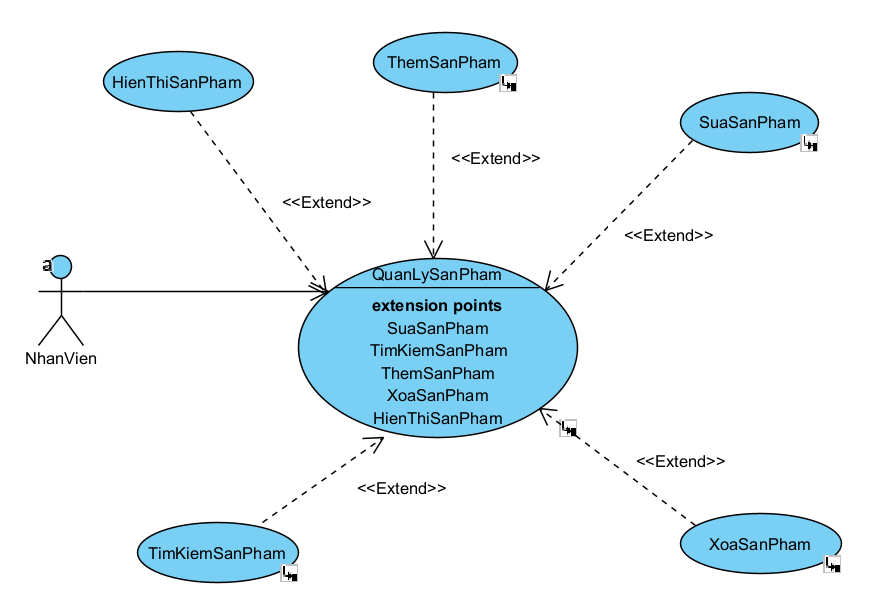 HienThiSanPham
ThemSanPham
SuaSanPham
<<Extend>>
<<Extend>>
<<Extend>>
a
NhanVien
QuanLySanPham
extension points
SuaSanPham
TimKiemSanPham
ThemSanPham
XoaSanPham
HienThiSanPham
<<Extend>>
<<Extend>>
TimKiemSanPham
XoaSanPham